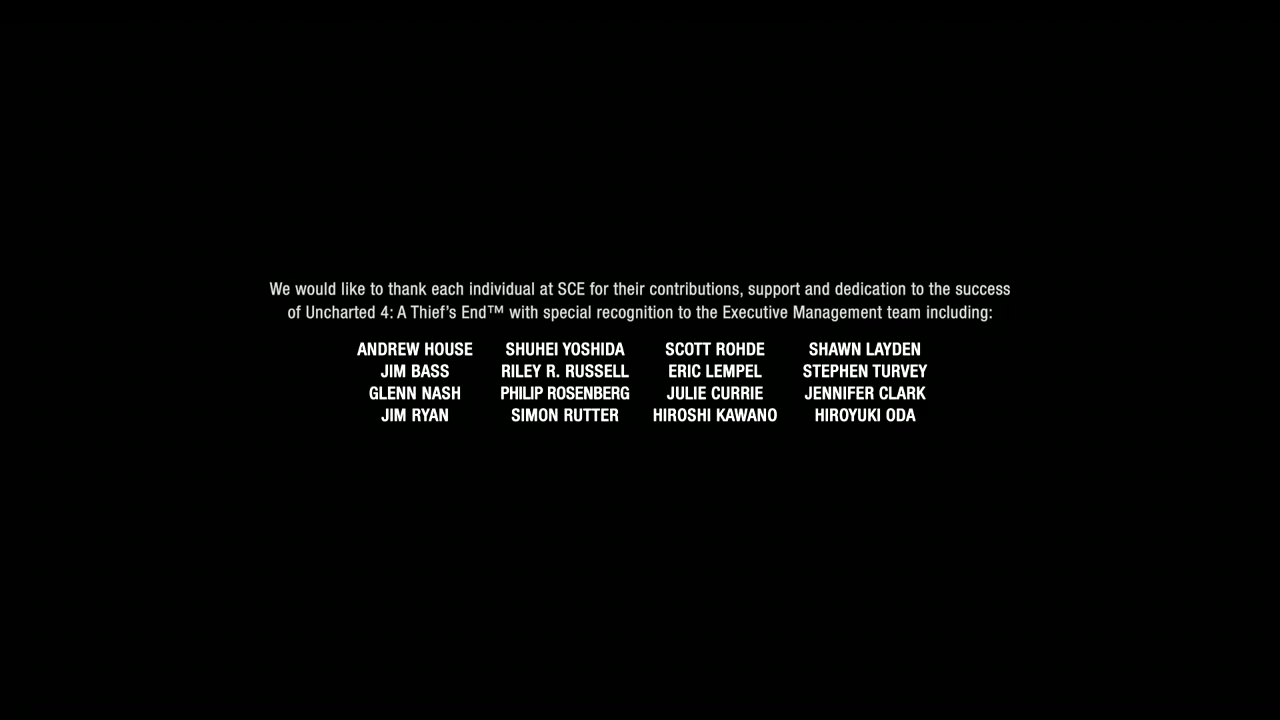 We would like to thank each individual at SCE for their contributions, support and dedication to the success
of Uncharted 4: A Thief's End™ with special recognition to the Executive Management team including:
ANDREW HOUSE SHUHEI YOSHIDA SCOTT ROHDE SHAWN LAYDEN
JIM BASS RILEY R. RUSSELL ERIC LEMPEL STEPHEN TURVEY
GLENN NASH PHILIP ROSENBERG JULIE CURRIE JENNIFER CLARK
JIM RYAN SIMON RUTTER HIROSHI KAWANO HIROYUKI ODA